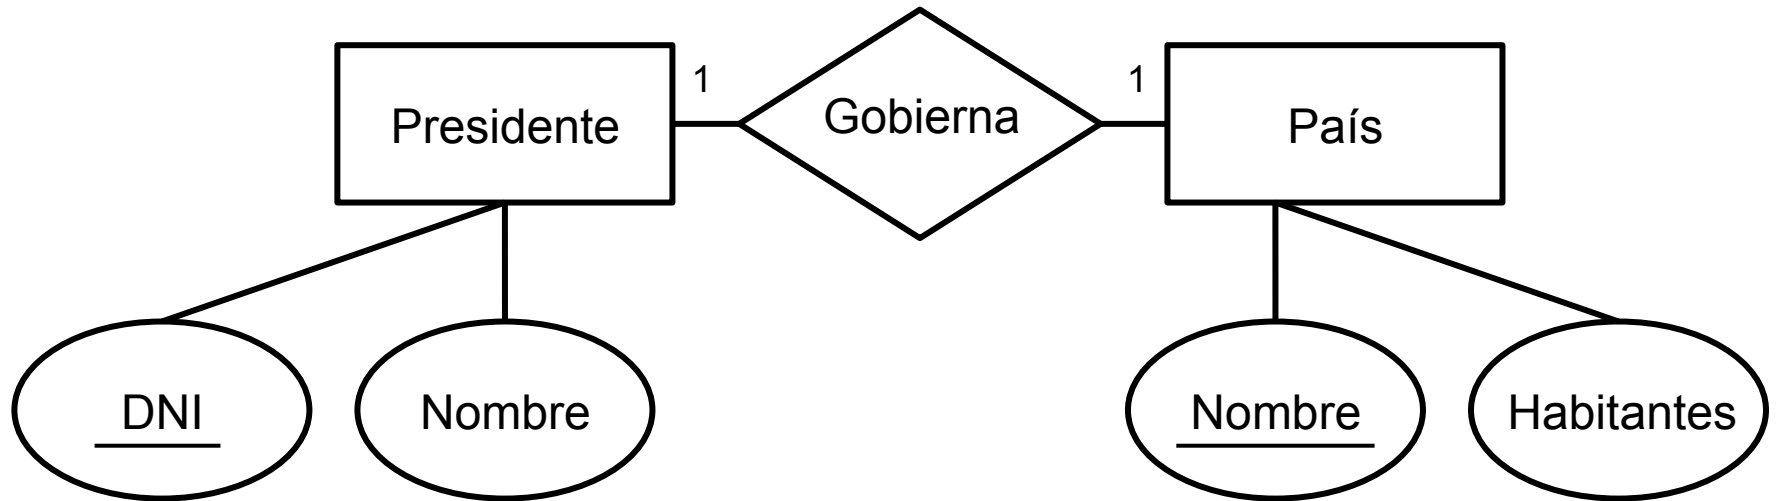 Presidente
1
Gobierna
1
País
DNI
Nombre
Nombre
Habitantes